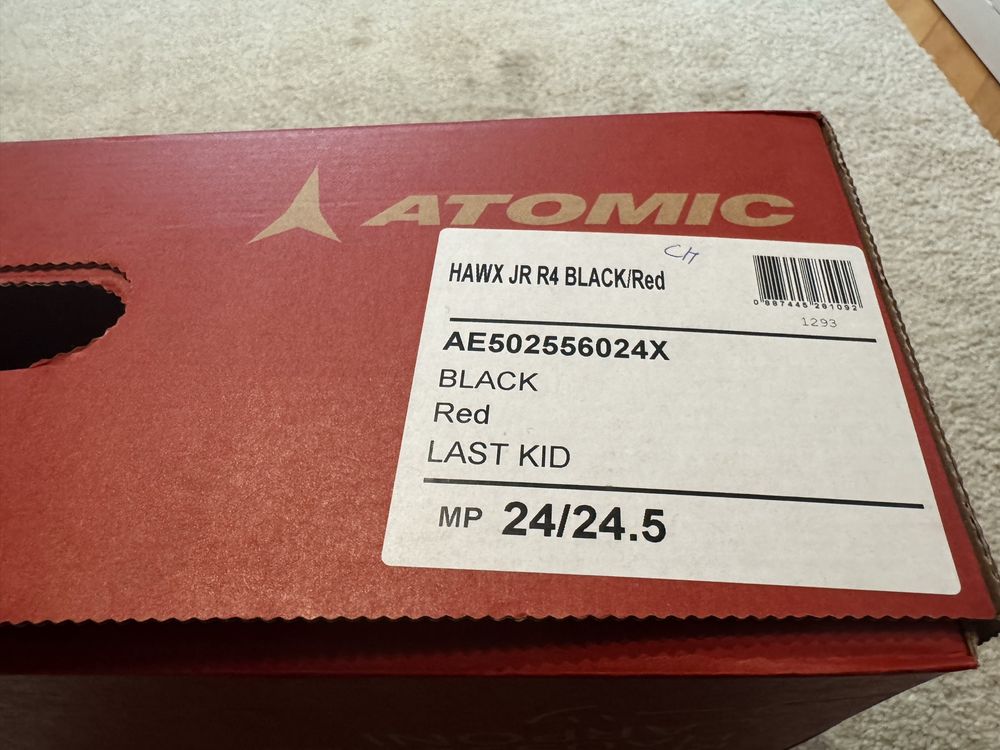 ATOMIC
CH
HAWX JR R4 BLACK/Red
0 887445 261092
1293
AE502556024X
BLACK
Red
LAST KID
MP 24/24.5